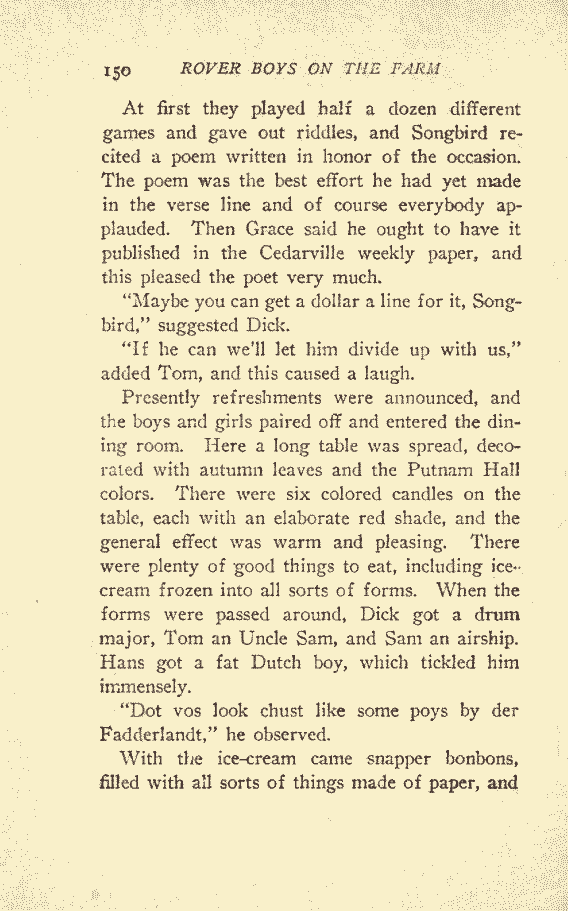 150 ROVER BOYS ON THE FARM
At first they played half a dozen different
games and gave out riddles, and Songbird re-
cited a poem written in honor of the occasion.
The poem was the best effort he had yet made
in the verse line and of course everybody ap-
plauded. Then Grace said he ought to have it
published in the Cedarville weekly paper, and
this pleased the poet very much.
"Maybe you can get a dollar a line for it, Song-
bird," suggested Dick.
"If he can we'll let him divide up with us,"
added Tom, and this caused a laugh.
Presently refreshments were announced, and
the boys and girls paired off and entered the din-
ing room. Here a long table was spread, deco-
rated with autumn leaves and the Putnam Hall
colors. There were six colored candles on the
table, each with an elaborate red shade, and the
general effect was warm and pleasing. There
were plenty of good things to eat, including ice-
cream frozen into all sorts of forms. When the
forms were passed around, Dick got a drum
major, Tom an Uncle Sam, and Sam an airship.
Hans got a fat Dutch boy, which tickled him
immensely.
"Dot vos look chust like some poys by der
Fadderlandt," he observed.
With the ice-cream came snapper bonbons,
filled with all sorts of things made of paper, and